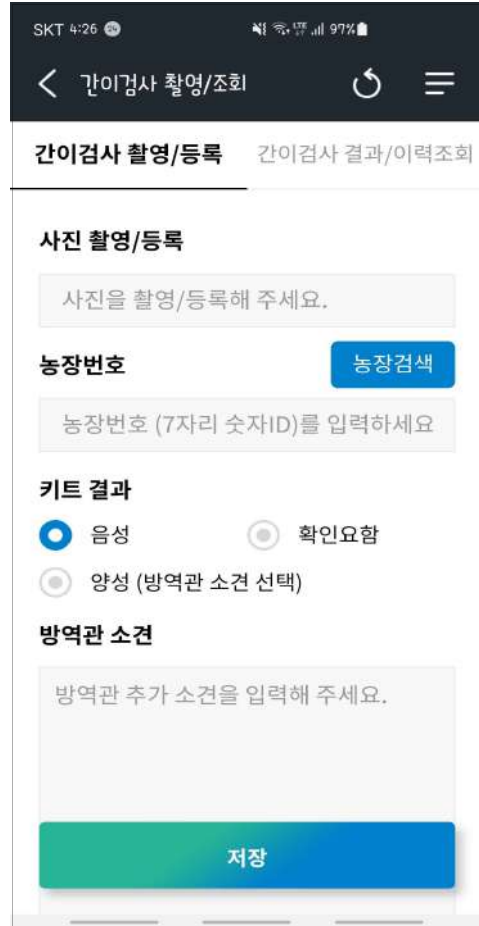 SKT 4:26
97%
간이검사 촬영/조회
간이검사 촬영/등록 간이검사 결과/이력조회
사진 촬영/등록
사진을 촬영/등록해 주세요.
농장번호 농장검색
농장번호 (7자리 숫자ID)를 입력하세요
키트 결과
음성 확인요함
양성 (방역관 소견 선택)
방역관 소견
방역관 추가 소견을 입력해 주세요.
저장